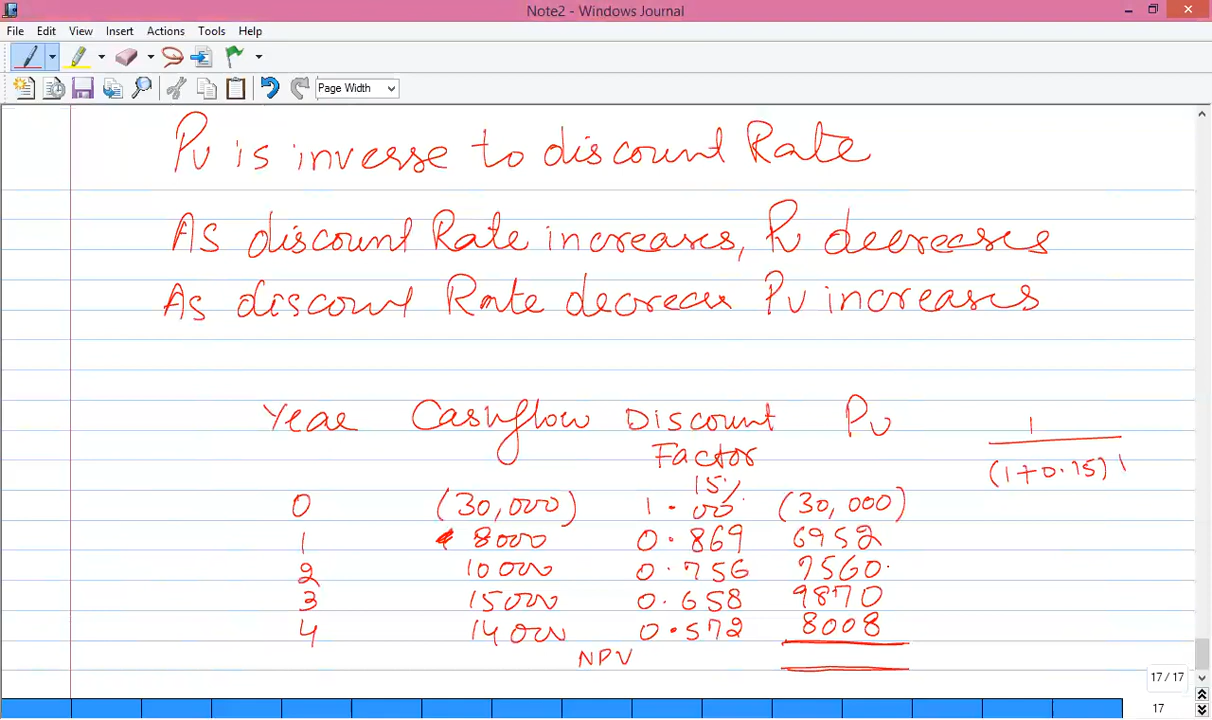 Note2 - Windows Journal
File Edit View Insert Actions Tools Help
Page Width
Pv is inverse to discount Rate
As discount Rate increases, Pv decreases
As discount Rate decreases Pv increases
Year Cashflow Discount Factor 15% Pv
1
(1+0.15) 1
0 (30,000) 1.00 (30,000)
1 8000 0.869 6952
2 10000 0.756 7560.
3 15000 0.658 9870
4 14000 0.572 8008
NPV
17 / 17
17